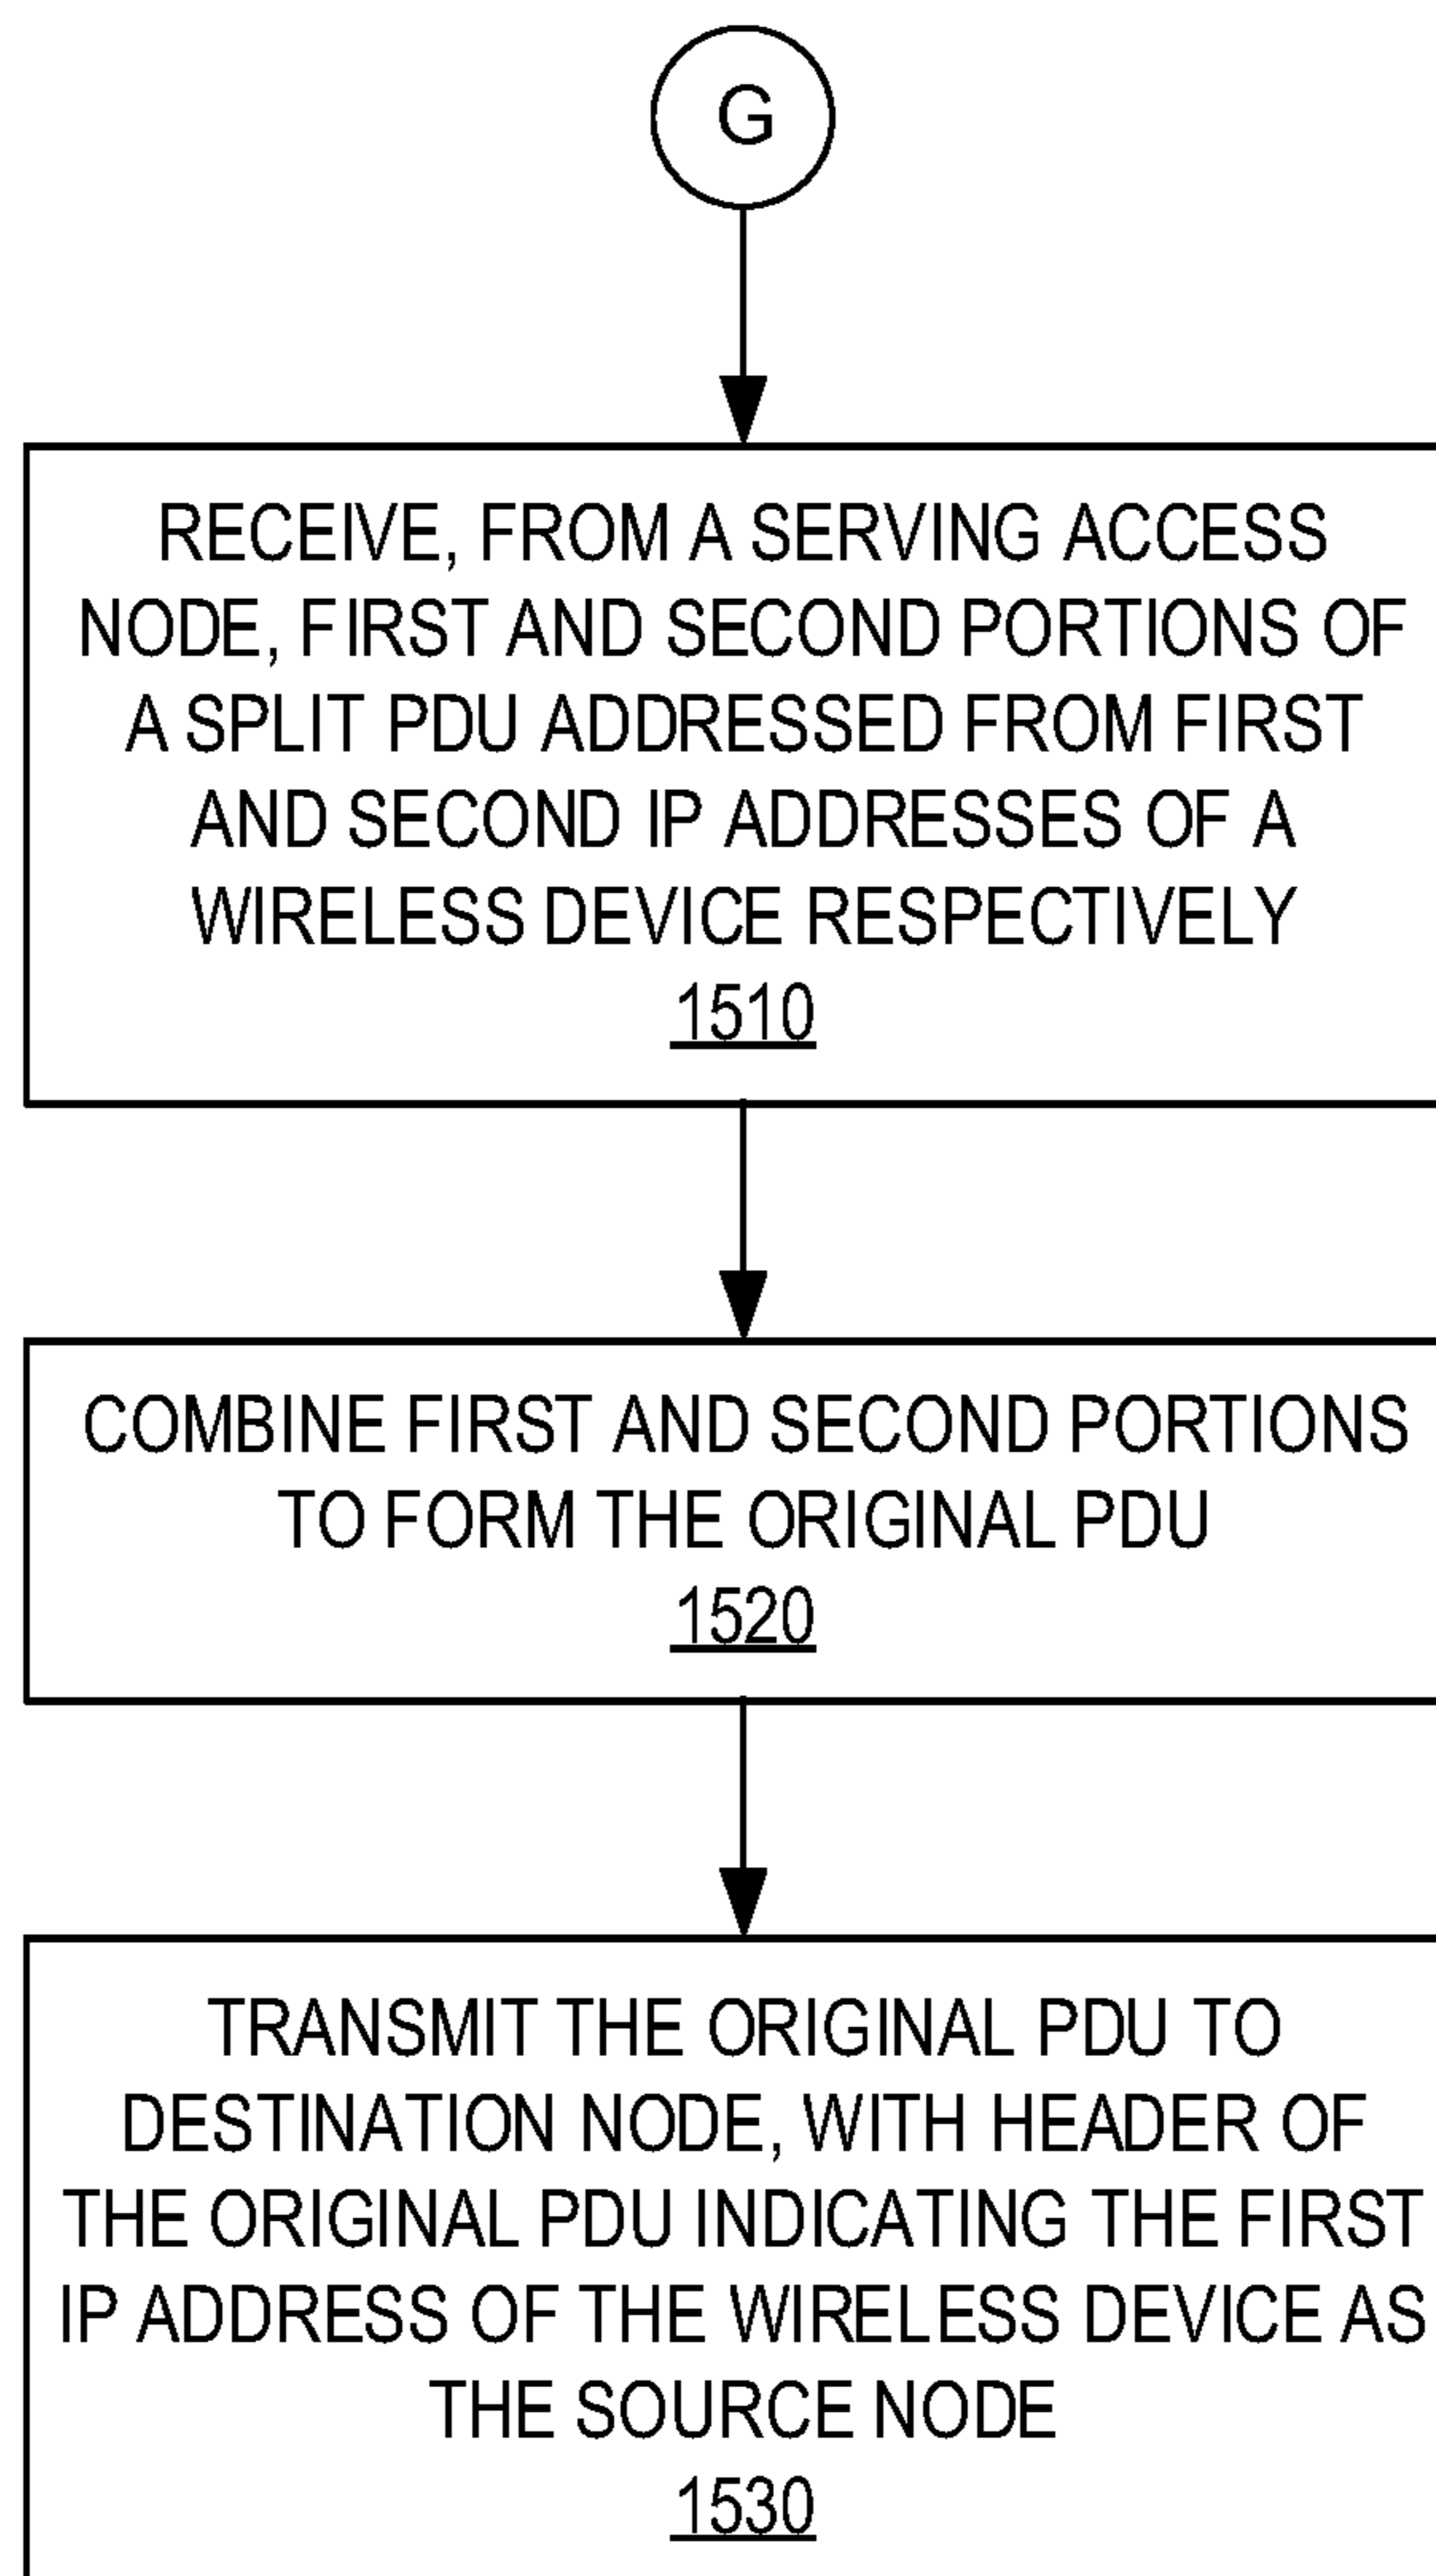 G
RECEIVE, FROM A SERVING ACCESS
NODE, FIRST AND SECOND PORTIONS OF
A SPLIT PDU ADDRESSED FROM FIRST
AND SECOND IP ADDRESSES OF A
WIRELESS DEVICE RESPECTIVELY
1510
COMBINE FIRST AND SECOND PORTIONS
TO FORM THE ORIGINAL PDU
1520
TRANSMIT THE ORIGINAL PDU TO
DESTINATION NODE, WITH HEADER OF
THE ORIGINAL PDU INDICATING THE FIRST
IP ADDRESS OF THE WIRELESS DEVICE AS
THE SOURCE NODE
1530